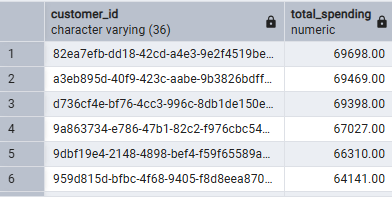 customer_id total_spending
character varying (36) numeric
1 82ea7efb-dd18-42cd-a4e3-9e2f4519be... 69698.00
2 a3eb895d-40f9-423c-aabe-9b3826bdff... 69469.00
3 d736cf4e-bf76-4cc3-996c-8db1de150e... 69398.00
4 9a863734-e786-47b1-82c2-f976cbc54... 67027.00
5 9dbf19e4-2148-4898-bef4-f59f65589a... 66310.00
6 959d815d-bfbc-4f68-9405-f8d8eea870... 64141.00